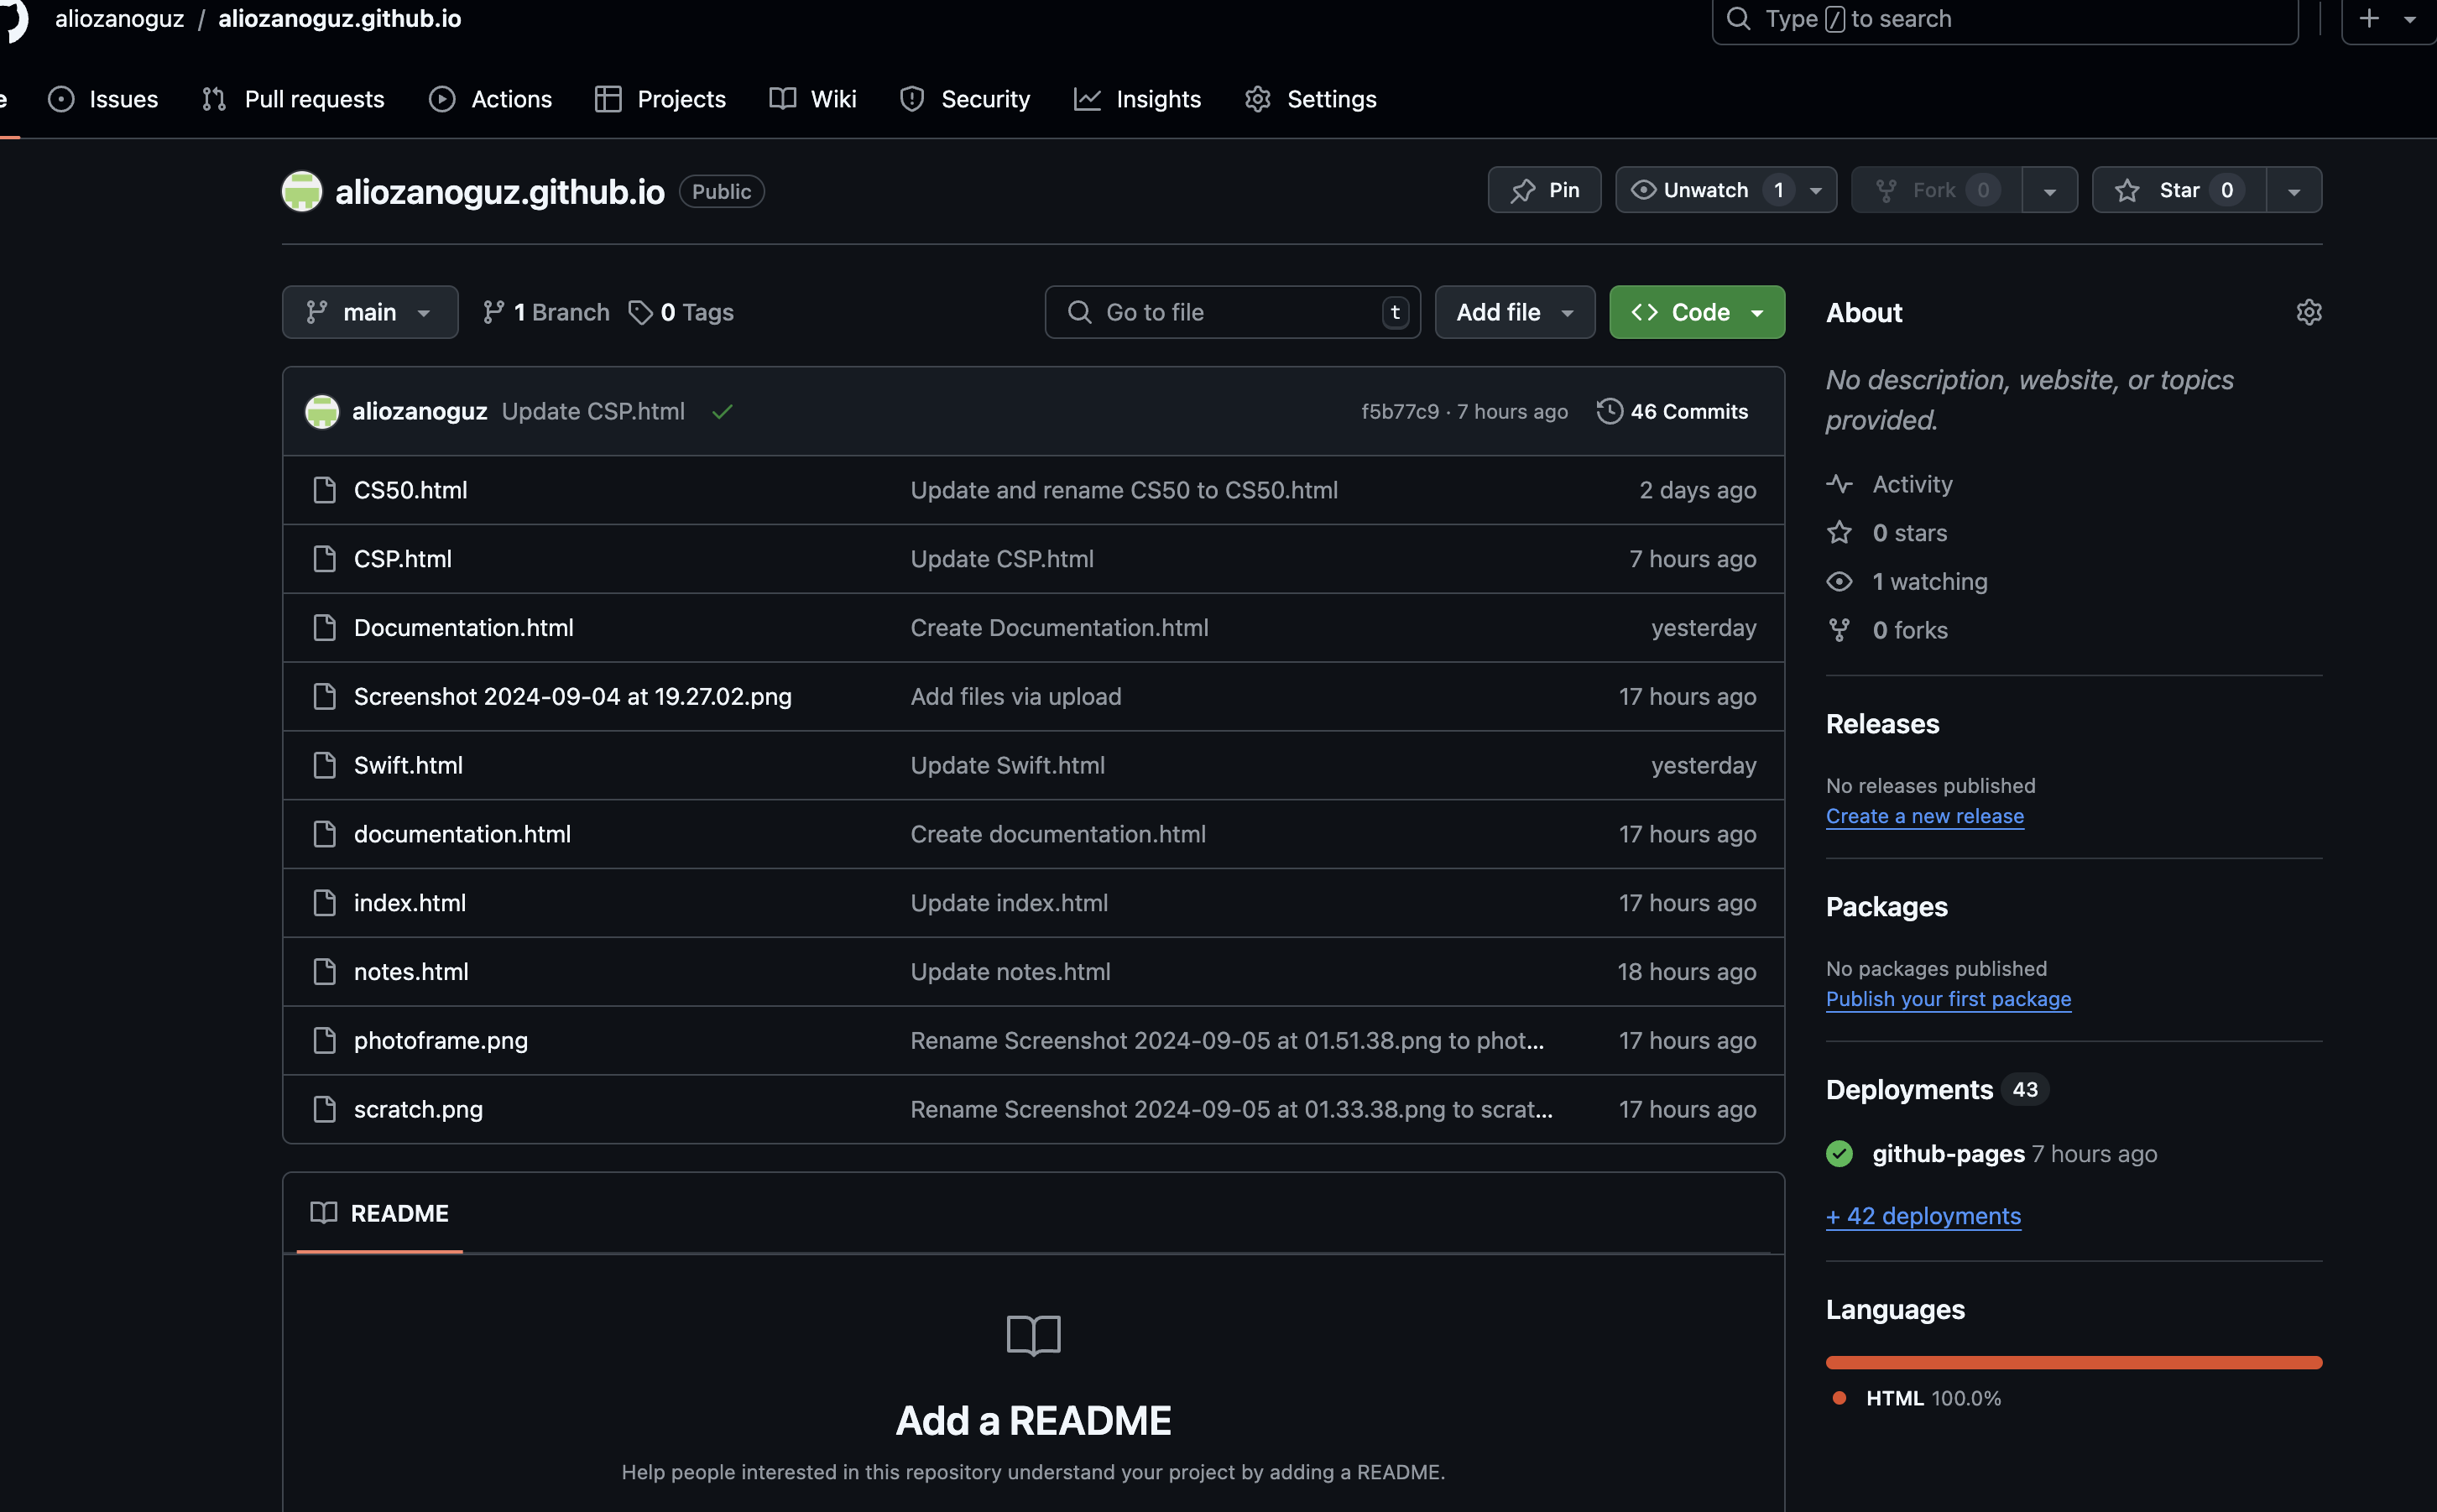 aliozanoguz / aliozanoguz.github.io
Type / to search
Issues Pull requests Actions Projects Wiki Security Insights Settings
aliozanoguz.github.io Public
Pin Unwatch 1 Fork 0 Star 0
main 1 Branch 0 Tags Go to file t Add file Code
aliozanoguz Update CSP.html f5b77c9 · 7 hours ago 46 Commits
CS50.html Update and rename CS50 to CS50.html 2 days ago
CSP.html Update CSP.html 7 hours ago
Documentation.html Create Documentation.html yesterday
Screenshot 2024-09-04 at 19.27.02.png Add files via upload 17 hours ago
Swift.html Update Swift.html yesterday
documentation.html Create documentation.html 17 hours ago
index.html Update index.html 17 hours ago
notes.html Update notes.html 18 hours ago
photoframe.png Rename Screenshot 2024-09-05 at 01.51.38.png to phot... 17 hours ago
scratch.png Rename Screenshot 2024-09-05 at 01.33.38.png to scrat... 17 hours ago
README
Add a README
Help people interested in this repository understand your project by adding a README.
About
No description, website, or topics
provided.
Activity
0 stars
1 watching
0 forks
Releases
No releases published
Create a new release
Packages
No packages published
Publish your first package
Deployments 43
github-pages 7 hours ago
+ 42 deployments
Languages
HTML 100.0%